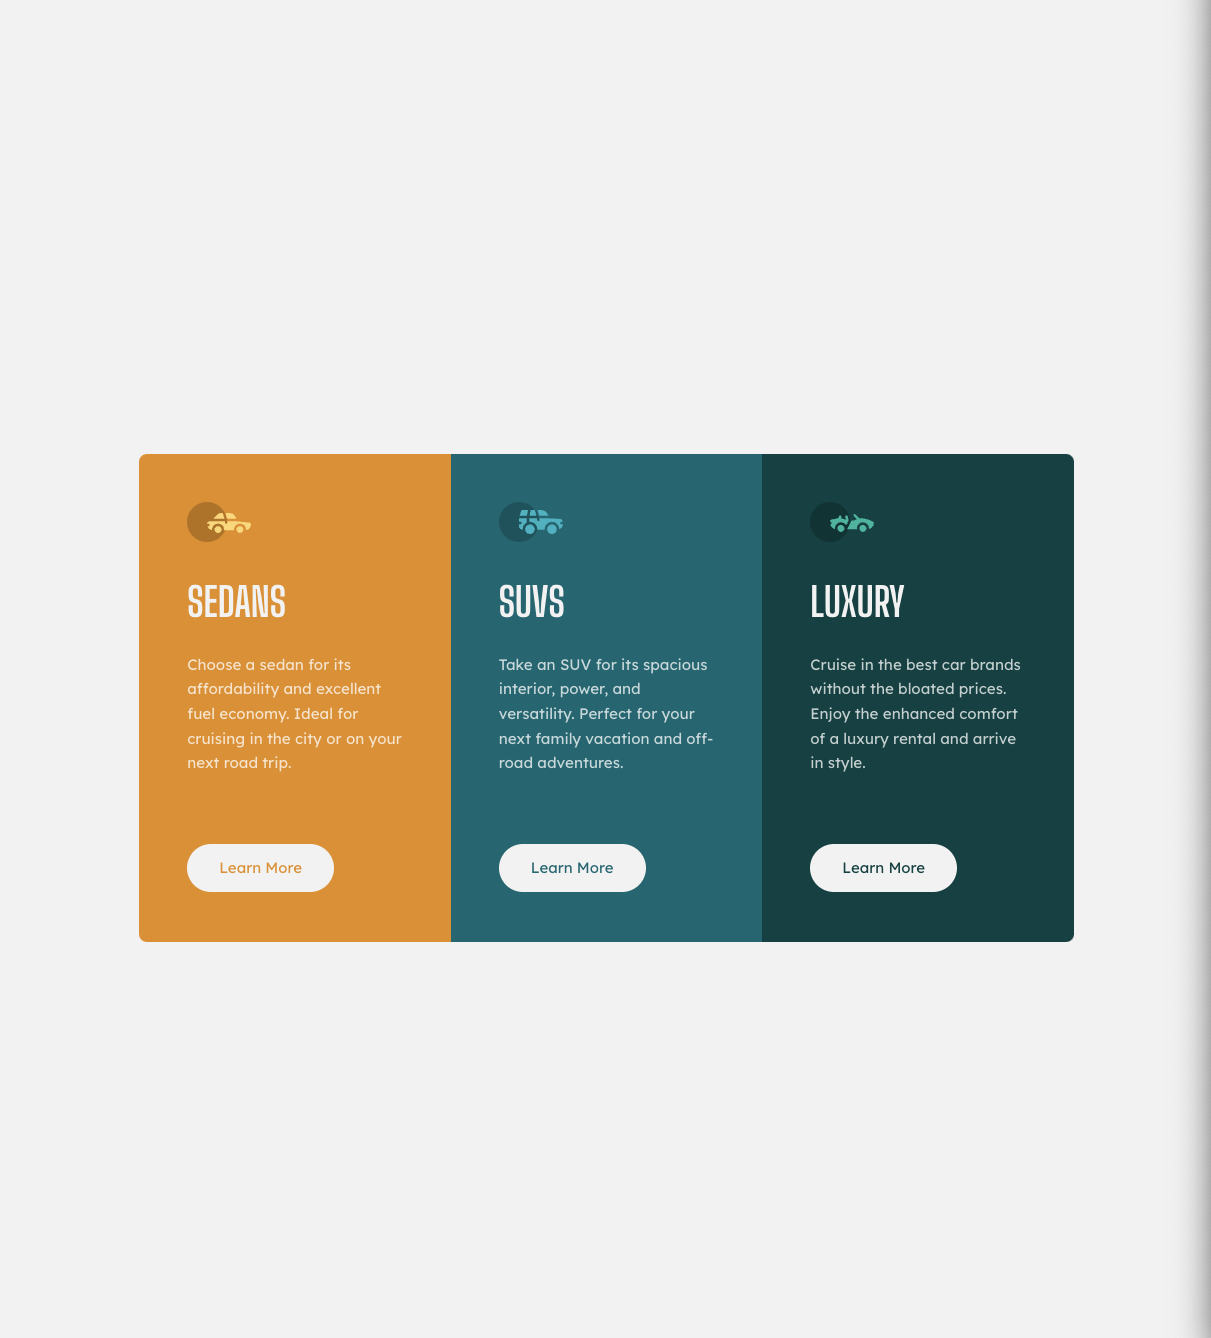 SEDANS
Choose a sedan for its
affordability and excellent
fuel economy. Ideal for
cruising in the city or on your
next road trip.
Learn More
SUVS
Take an SUV for its spacious
interior, power, and
versatility. Perfect for your
next family vacation and off-
road adventures.
Learn More
LUXURY
Cruise in the best car brands
without the bloated prices.
Enjoy the enhanced comfort
of a luxury rental and arrive
in style.
Learn More